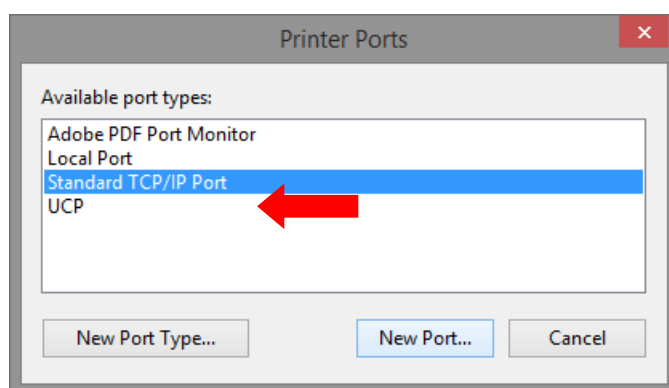 Printer Ports
Available port types:
Adobe PDF Port Monitor
Local Port
Standard TCP/IP Port
UCP
New Port Type...
New Port...
Cancel